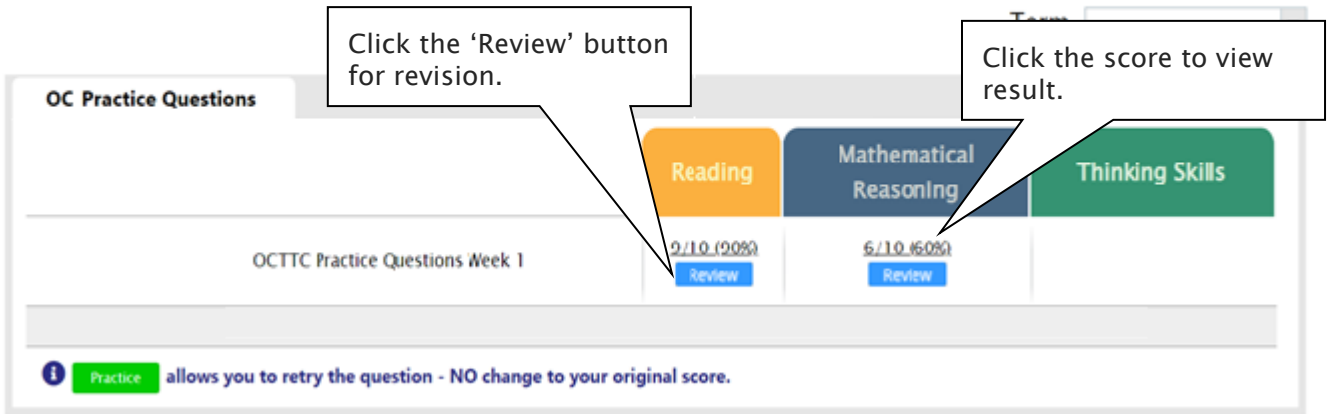 Term
Click the ‘Review’ button
for revision.
Click the score to view
result.
OC Practice Questions
Reading
Mathematical
Reasoning
Thinking Skills
OCTTC Practice Questions Week 1
9/10 (90%)
6/10 (60%)
Review
Review
Practice allows you to retry the question - NO change to your original score.